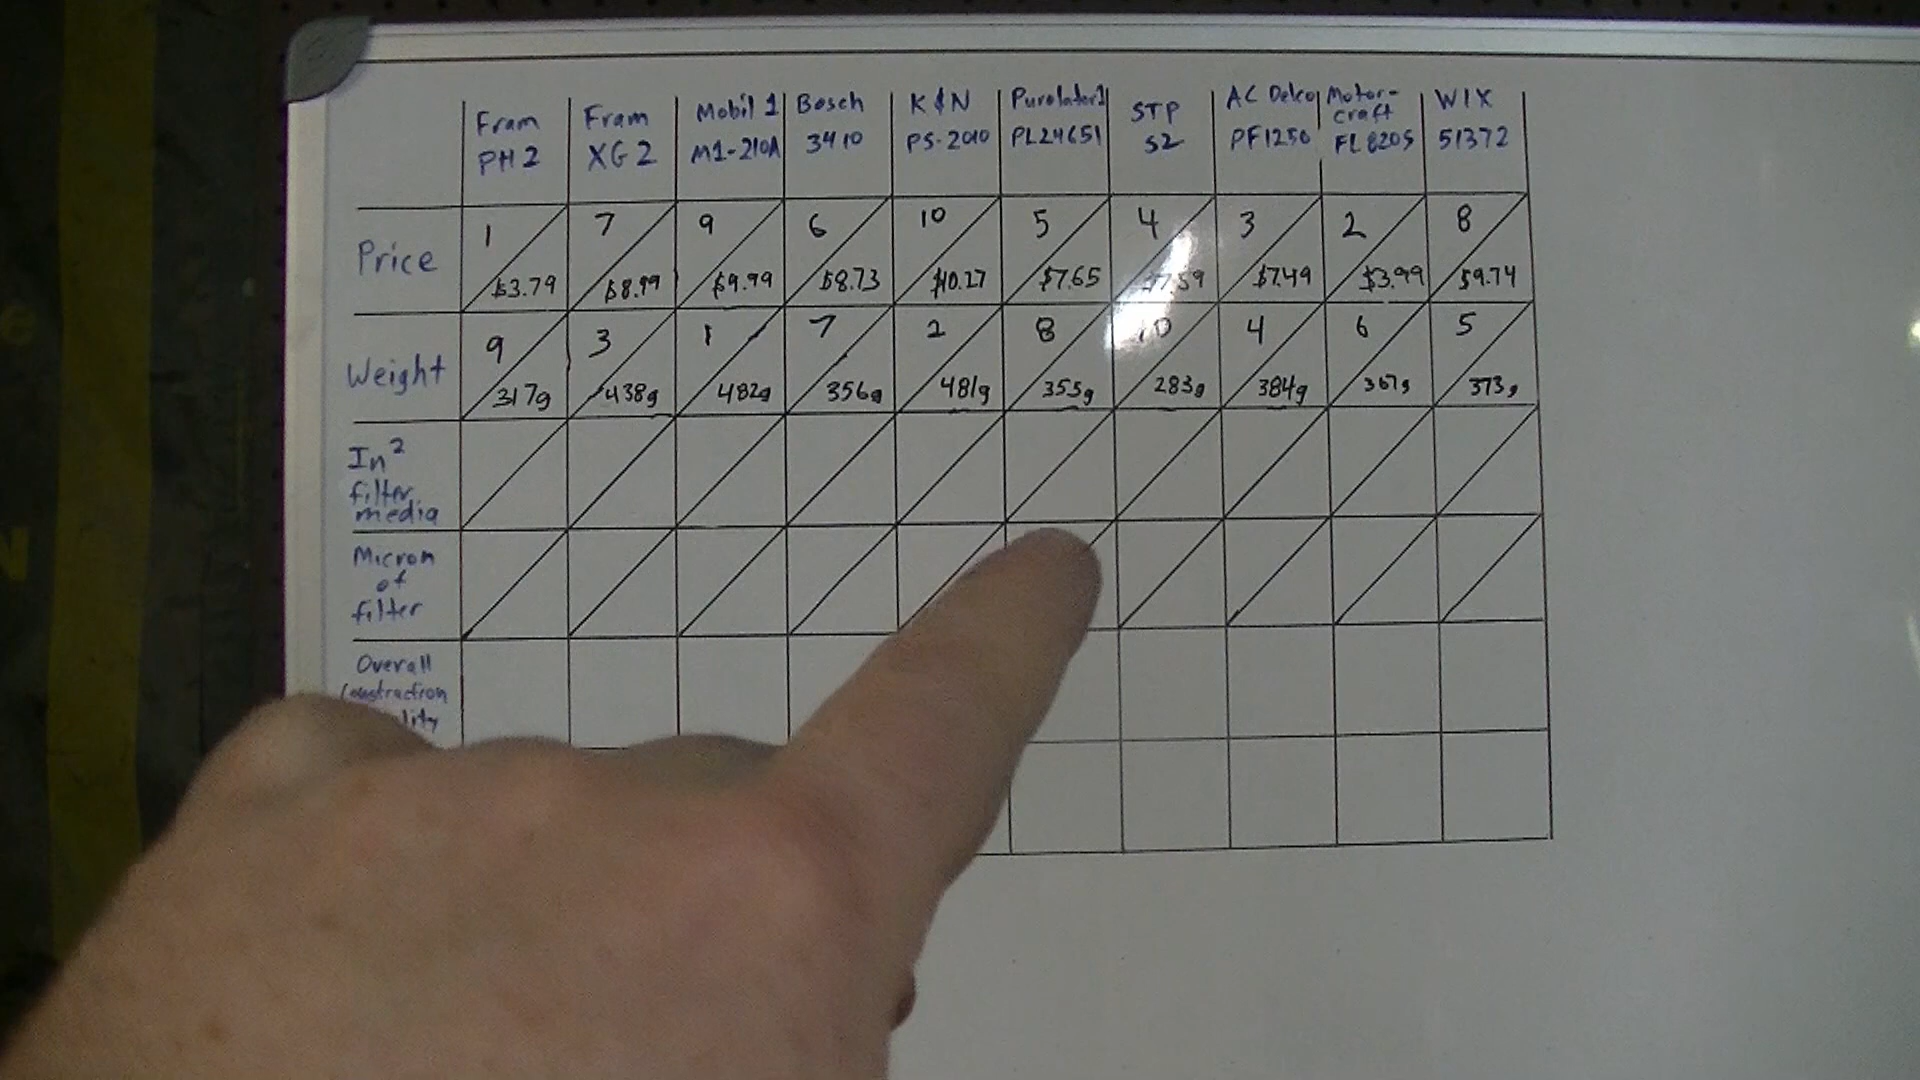 Fram
PH2
Fram
XG2
Mobil 1
M1-210A
Bosch
3410
K&N
PS-2010
Purolator1
PL24651
STP
S2
AC Delco
PF1250
Motor-
craft
FL820S
WIX
51372
Price
1
$3.79
7
$8.99
9
$9.99
6
$8.73
10
$10.27
5
$7.65
4
$7.59
3
$7.49
2
$3.99
8
$9.74
Weight
9
317g
3
438g
1
482g
7
356g
2
481g
8
355g
10
283g
4
384g
6
367g
5
373g
In²
filter
media
Micron
of
filter
Overall
Construction